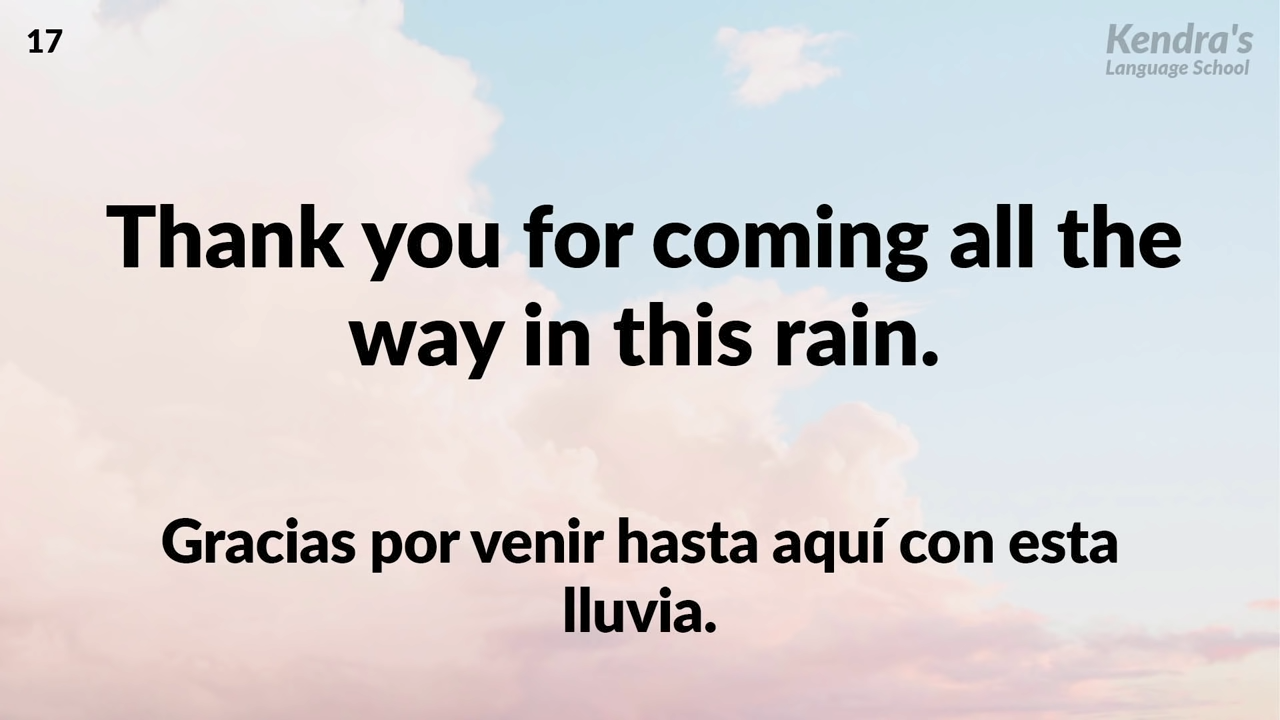 17
Kendra's
Language School
Thank you for coming all the
way in this rain.
Gracias por venir hasta aquí con esta
lluvia.